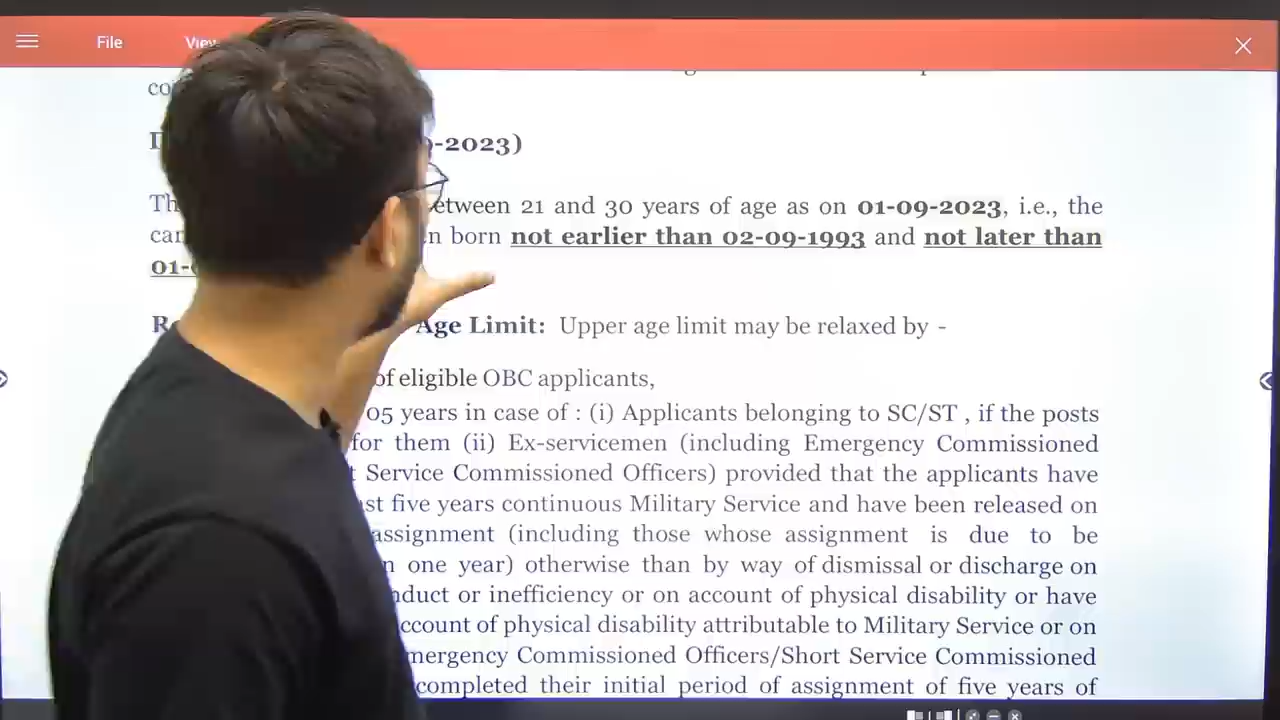 File View
-2023)
etween 21 and 30 years of age as on 01-09-2023, i.e., the
born not earlier than 02-09-1993 and not later than
Age Limit: Upper age limit may be relaxed by -
of eligible OBC applicants,
05 years in case of : (i) Applicants belonging to SC/ST , if the posts
for them (ii) Ex-servicemen (including Emergency Commissioned
Service Commissioned Officers) provided that the applicants have
five years continuous Military Service and have been released on
assignment (including those whose assignment is due to be
one year) otherwise than by way of dismissal or discharge on
or inefficiency or on account of physical disability or have
account of physical disability attributable to Military Service or on
Emergency Commissioned Officers/Short Service Commissioned
completed their initial period of assignment of five years of